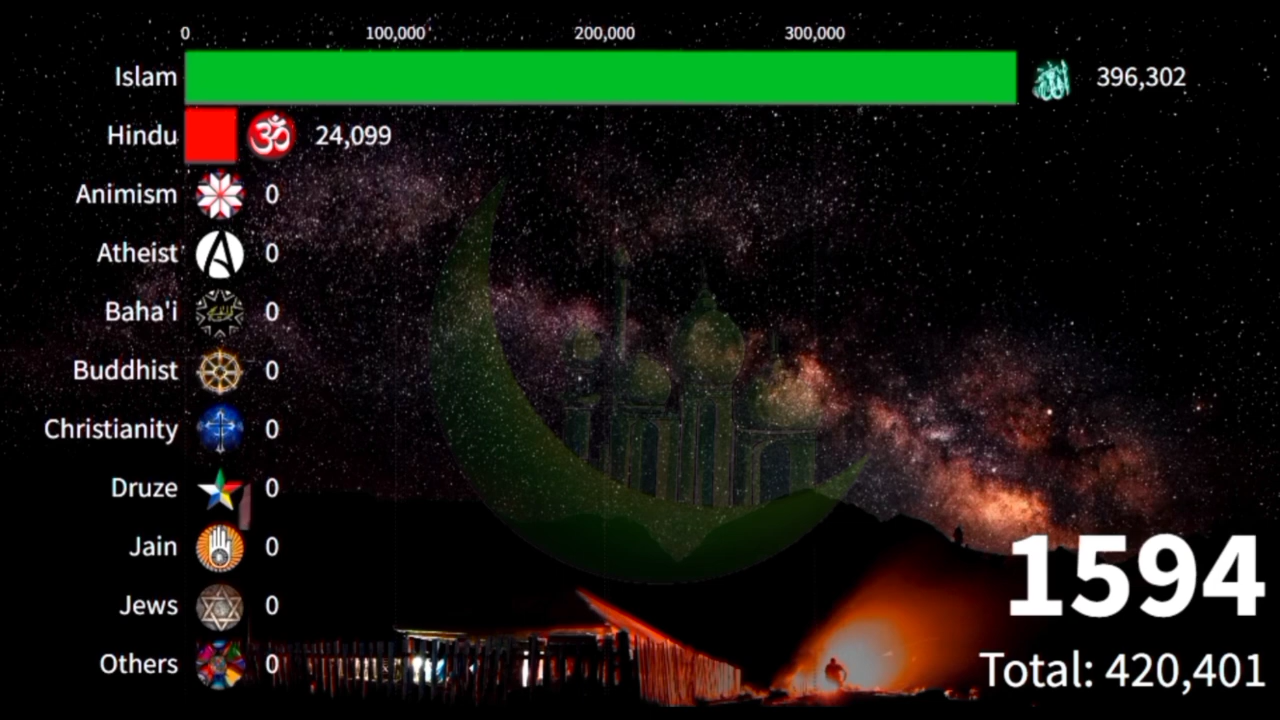 0 100,000 200,000 300,000
Islam 396,302
Hindu ॐ 24,099
Animism 0
Atheist 0
Baha'i 0
Buddhist 0
Christianity 0
Druze 0
Jain 0
Jews 0
Others 0
1594
Total: 420,401